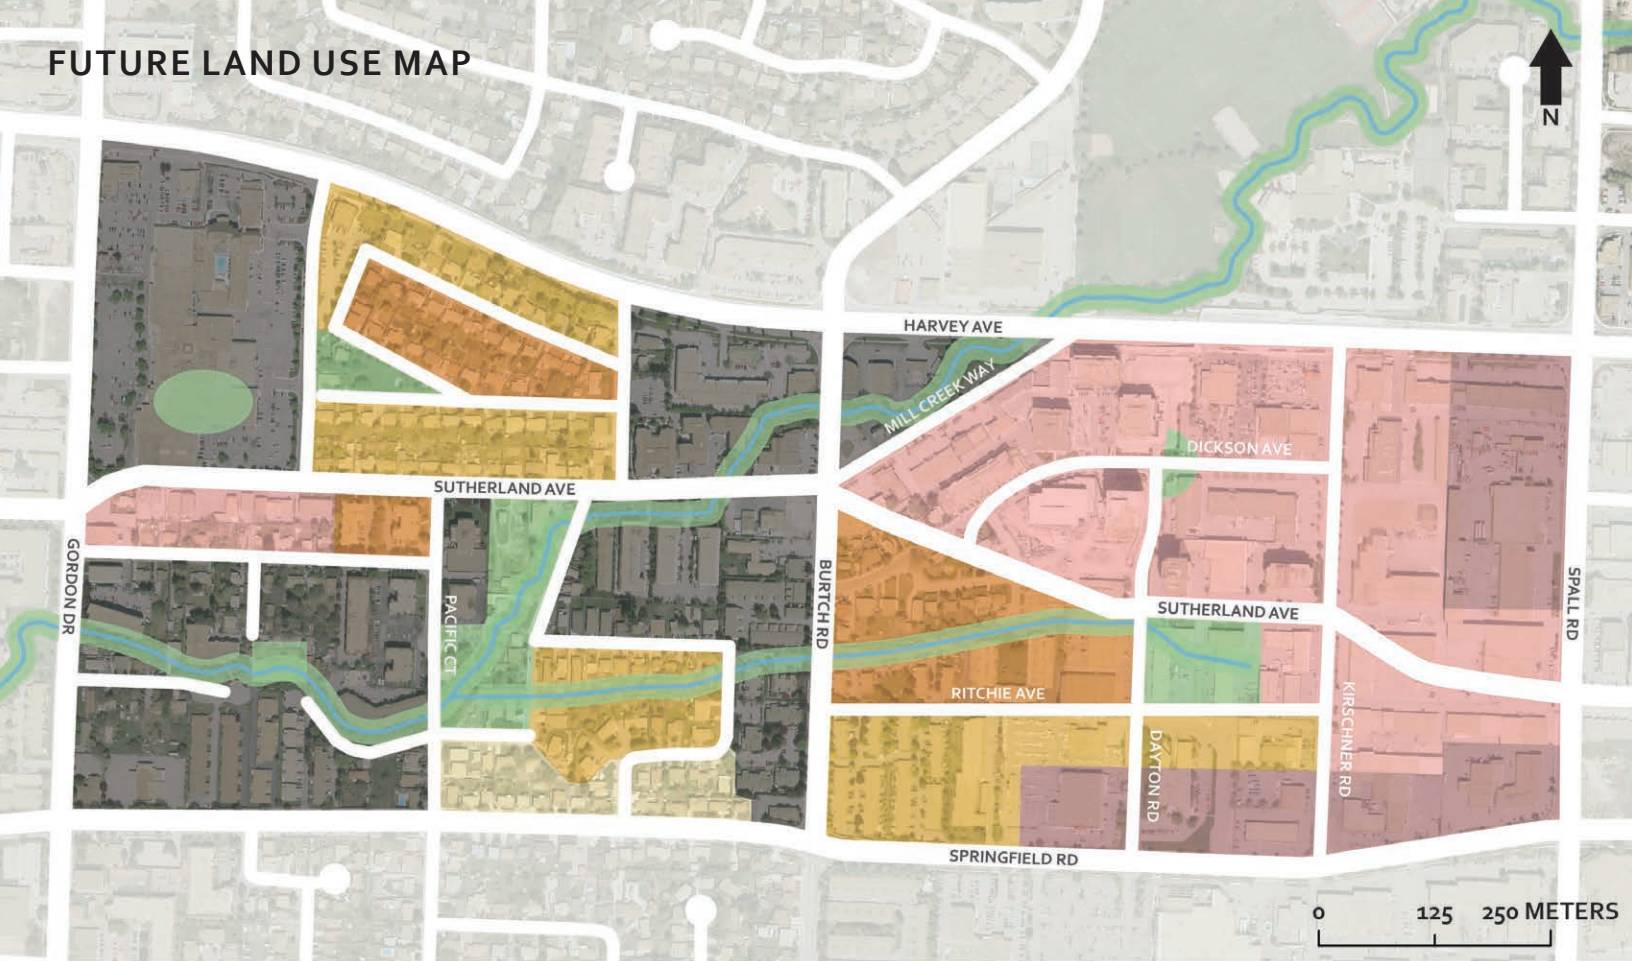 FUTURE LAND USE MAP
N
HARVEY AVE
MILL CREEK WAY
DICKSON AVE
SUTHERLAND AVE
GORDON DR
PACIFIC CT
BURTCH RD
SUTHERLAND AVE
SPALL RD
RITCHIE AVE
KIRSCHNER RD
DAYTON RD
SPRINGFIELD RD
0 125 250 METERS